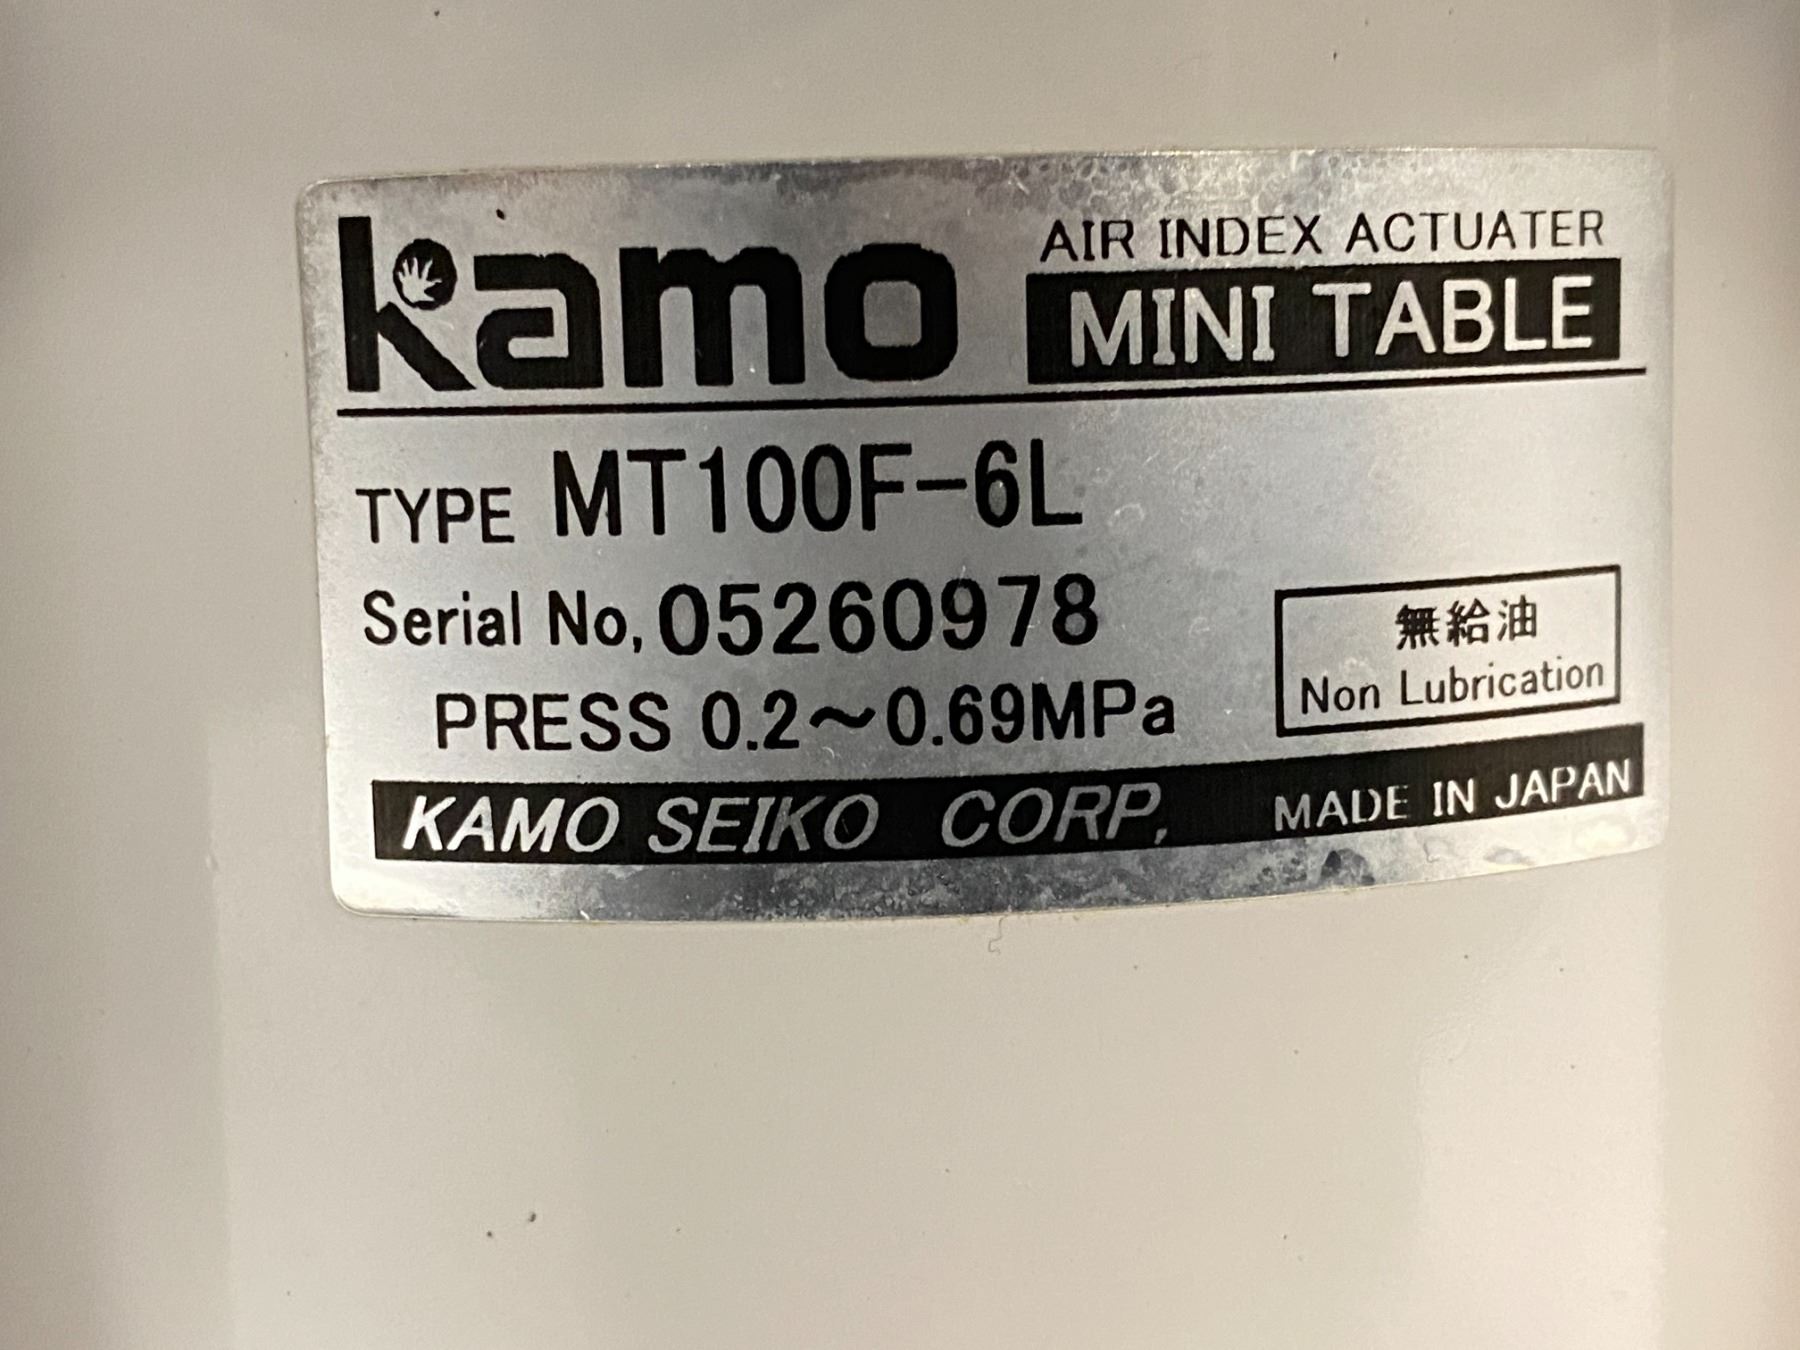 kamo
AIR INDEX ACTUATER
MINI TABLE
TYPE MT100F-6L
Serial No, 05260978
PRESS 0.2～0.69MPa
無給油
Non Lubrication
KAMO SEIKO CORP. MADE IN JAPAN